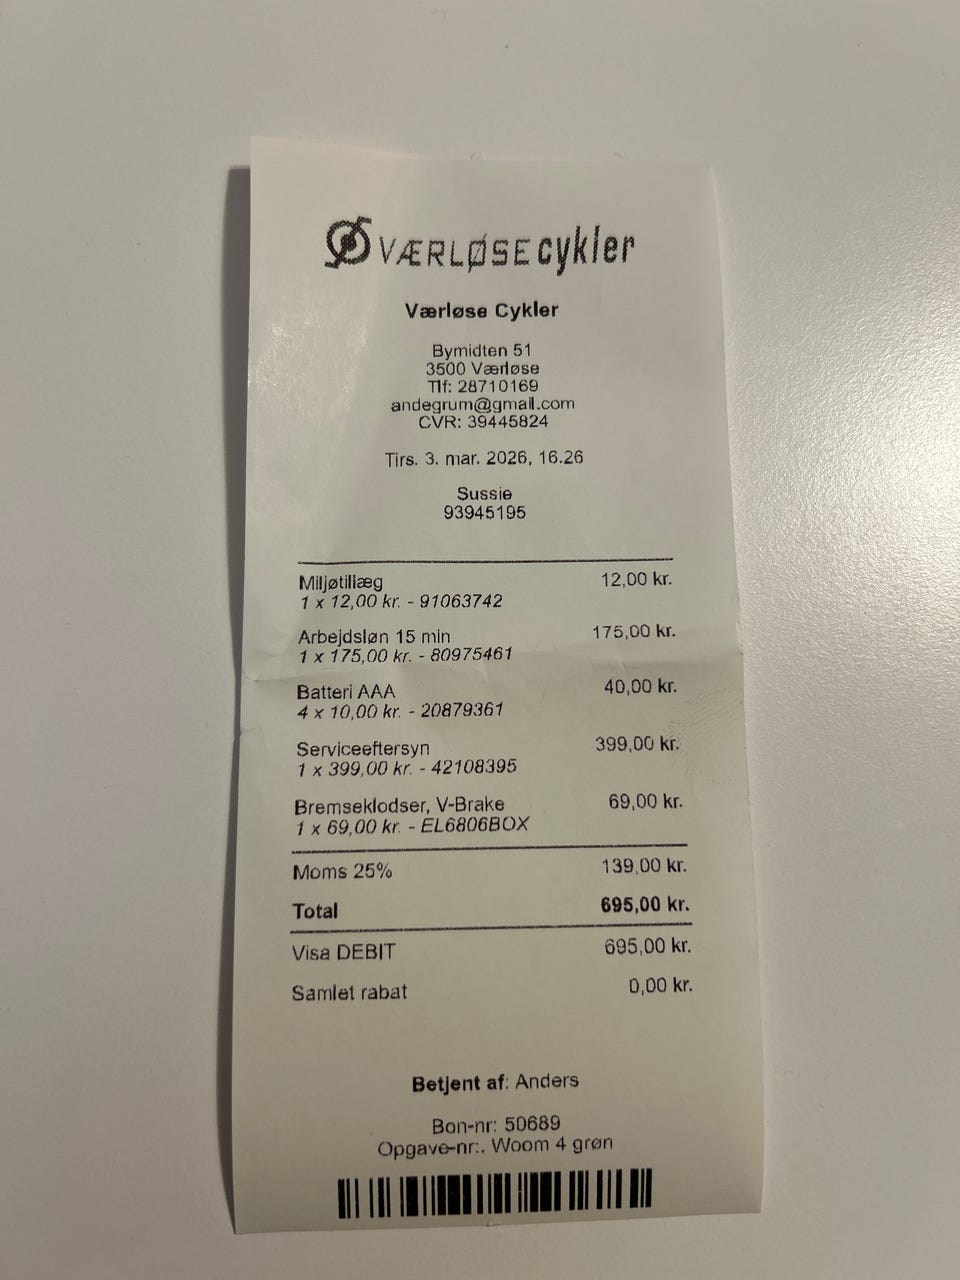 VÆRLØSEcykler
Værløse Cykler
Bymidten 51
3500 Værløse
Tlf: 28710169
andegrum@gmail.com
CVR: 39445824
Tirs. 3. mar. 2026, 16.26
Sussie
93945195
Miljøtillæg 12,00 kr.
1 x 12,00 kr. - 91063742
Arbejdsløn 15 min 175,00 kr.
1 x 175,00 kr. - 80975461
Batteri AAA 40,00 kr.
4 x 10,00 kr. - 20879361
Serviceeftersyn 399,00 kr.
1 x 399,00 kr. - 42108395
Bremseklodser, V-Brake 69,00 kr.
1 x 69,00 kr. - EL6806BOX
Moms 25% 139,00 kr.
Total 695,00 kr.
Visa DEBIT 695,00 kr.
Samlet rabat 0,00 kr.
Betjent af: Anders
Bon-nr: 50689
Opgave-nr:. Woom 4 grøn